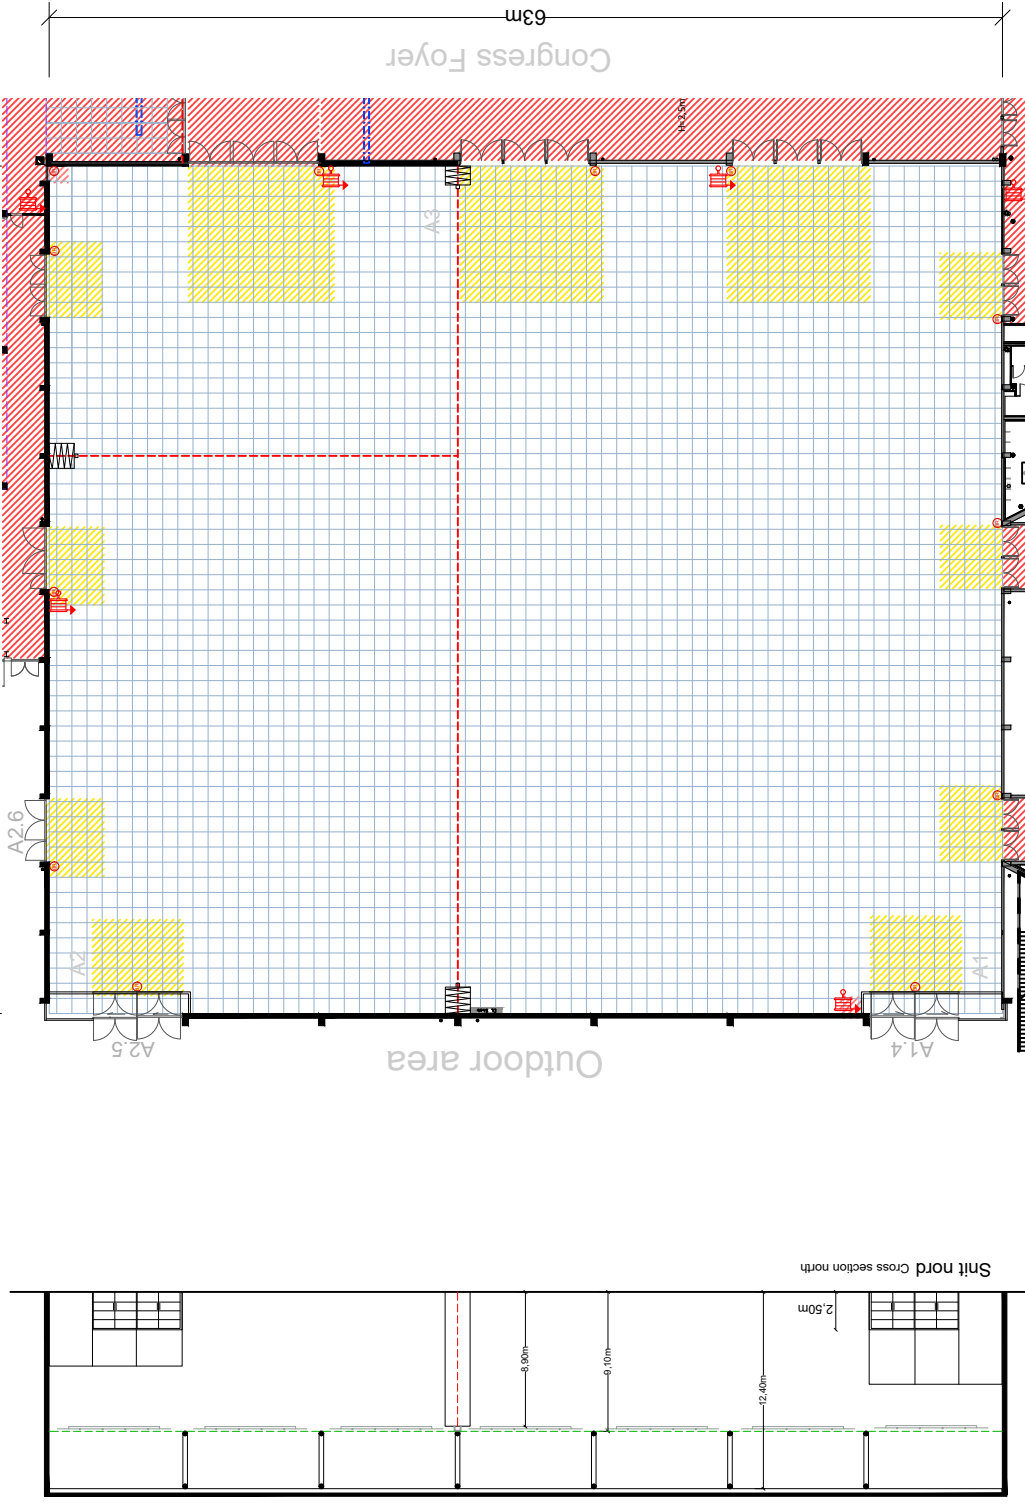 12,40m
9,10m
8,90m
2,50m
Snit nord Cross section north
A1.4
Outdoor area
A2.5
A1
A2
A2.6
A3
H=2,5m
Congress Foyer
63m